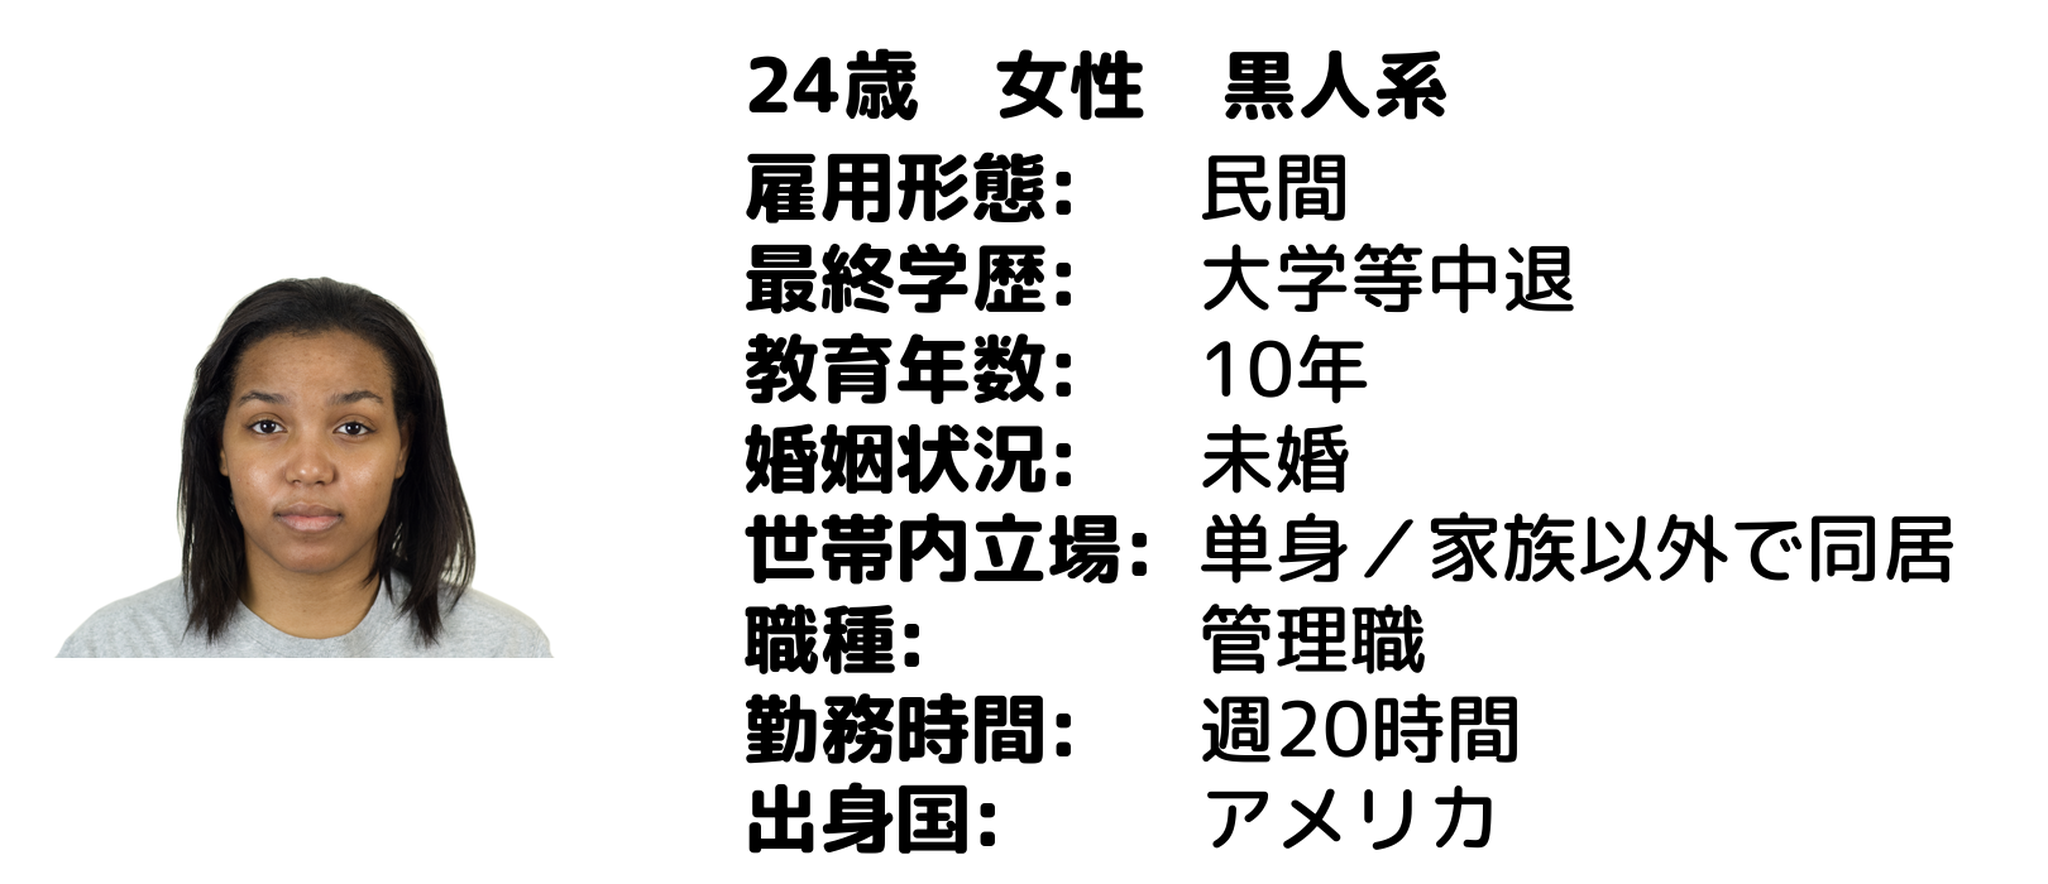 24歳　女性　黒人系
雇用形態:　民間
最終学歴:　大学等中退
教育年数:　10年
婚姻状況:　未婚
世帯内立場:　単身／家族以外で同居
職種:　管理職
勤務時間:　週20時間
出身国:　アメリカ